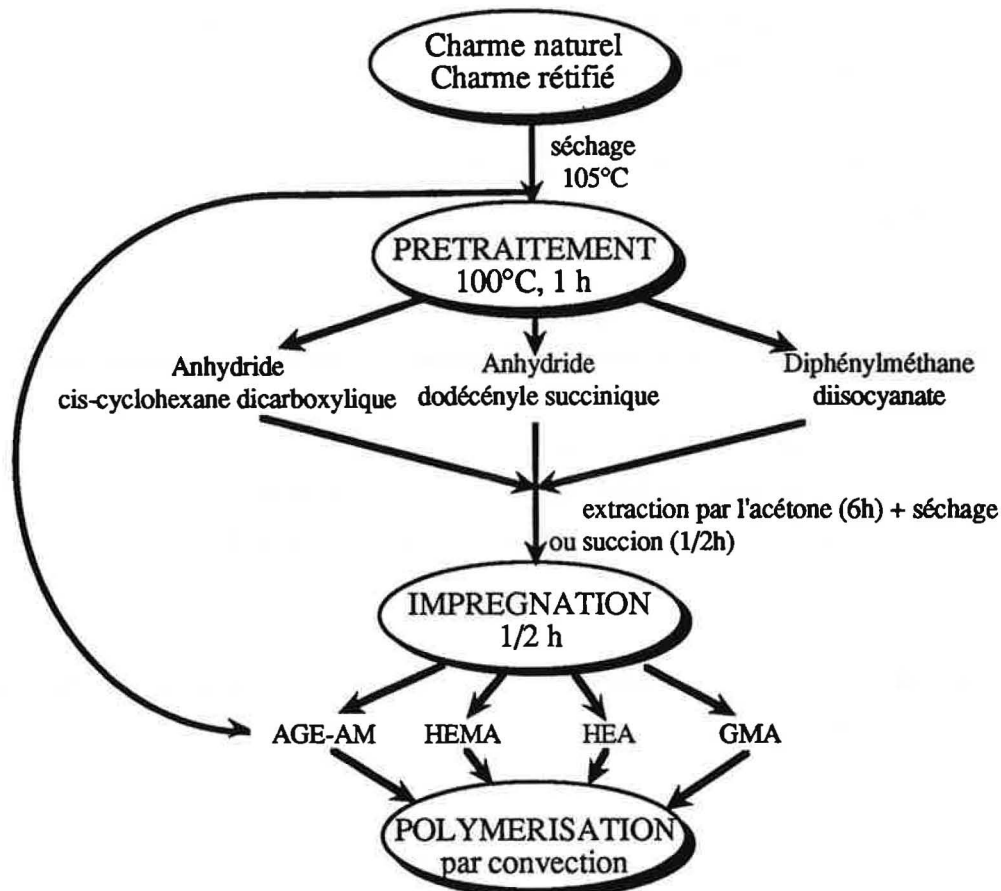 Charme naturel
Charme rétifié
séchage
105°C
PRETRAITEMENT
100°C, 1 h
Anhydride
cis-cyclohexane dicarboxylique
Anhydride
dodécényle succinique
Diphénylméthane
diisocyanate
extraction par l'acétone (6h) + séchage
ou succion (1/2h)
IMPREGNATION
1/2 h
AGE-AM
HEMA
HEA
GMA
POLYMERISATION
par convection